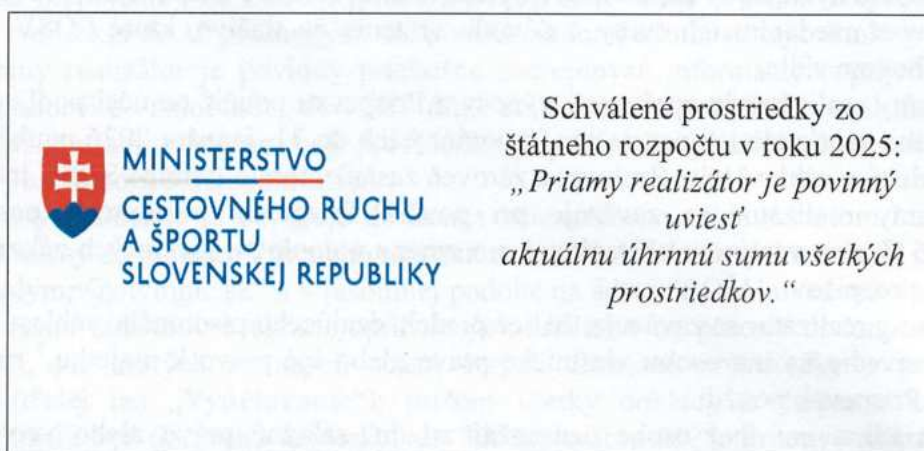 MINISTERSTVO
CESTOVNÉHO RUCHU
A ŠPORTU
SLOVENSKEJ REPUBLIKY
Schválené prostriedky zo
štátneho rozpočtu v roku 2025:
„Priamy realizátor je povinný
uviesť
aktuálnu úhrnnú sumu všetkých
prostriedkov.“